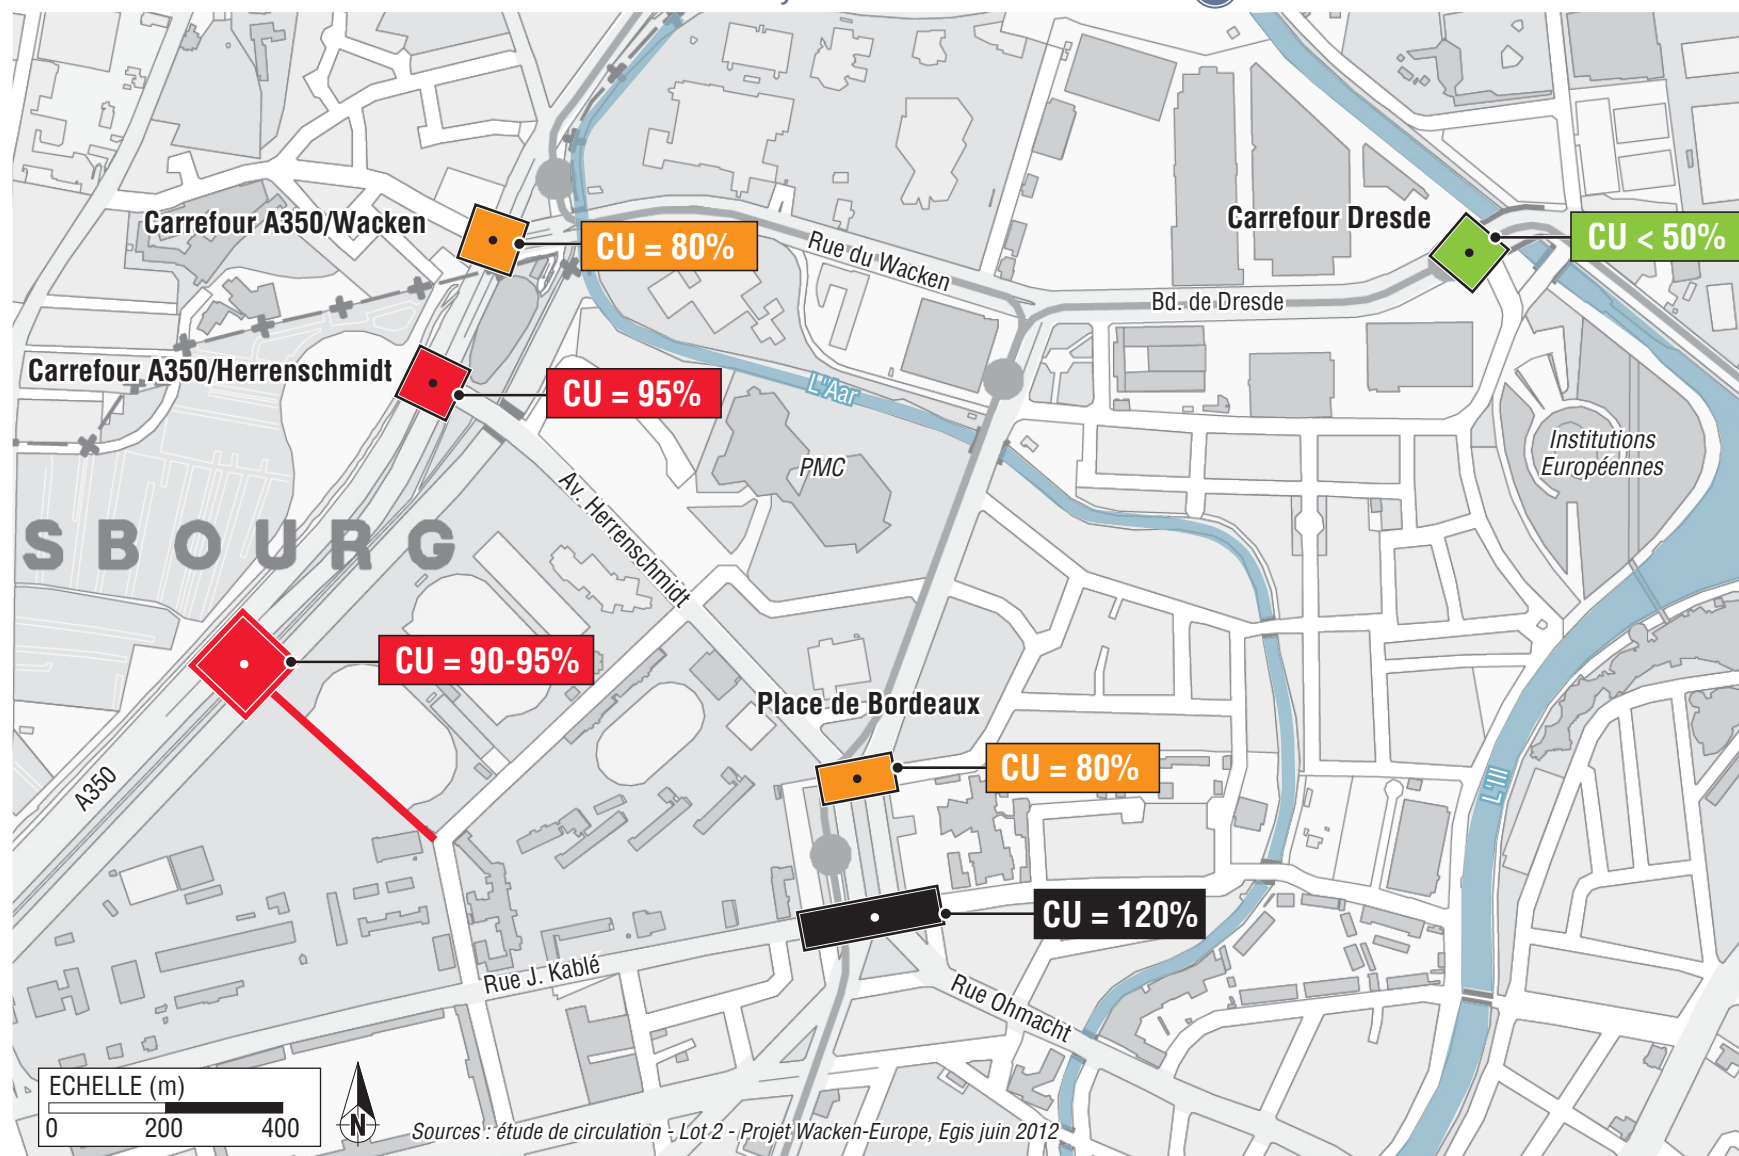 Carrefour A350/Wacken
CU = 80%
Rue du Wacken
Carrefour Dresde
CU < 50%
Bd. de Dresde
Carrefour A350/Herrenschmidt
CU = 95%
L'Aar
PMC
Institutions
Européennes
Av. Herrenschmidt
SBOURG
CU = 90-95%
Place de Bordeaux
CU = 80%
A350
L'Ill
CU = 120%
Rue J. Kablé
Rue Ohmacht
ECHELLE (m)
0 200 400
N
Sources : étude de circulation - Lot 2 - Projet Wacken-Europe, Egis juin 2012